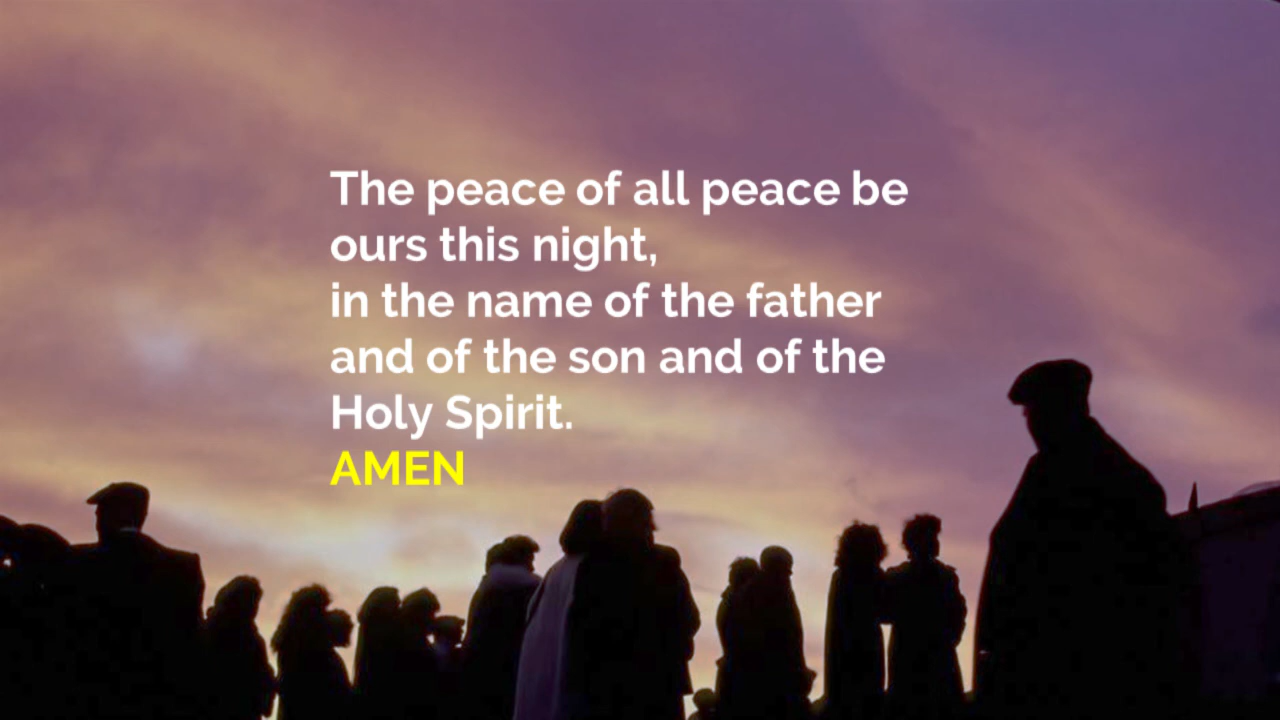 The peace of all peace be
ours this night,
in the name of the father
and of the son and of the
Holy Spirit.
AMEN